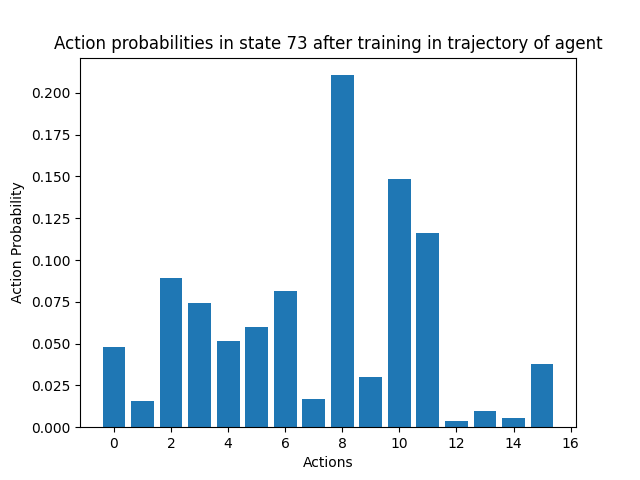 Action probabilities in state 73 after training in trajectory of agent
0.200
0.175
0.150
0.125
0.100
0.075
0.050
0.025
0.000
Action Probability
0 2 4 6 8 10 12 14 16
Actions